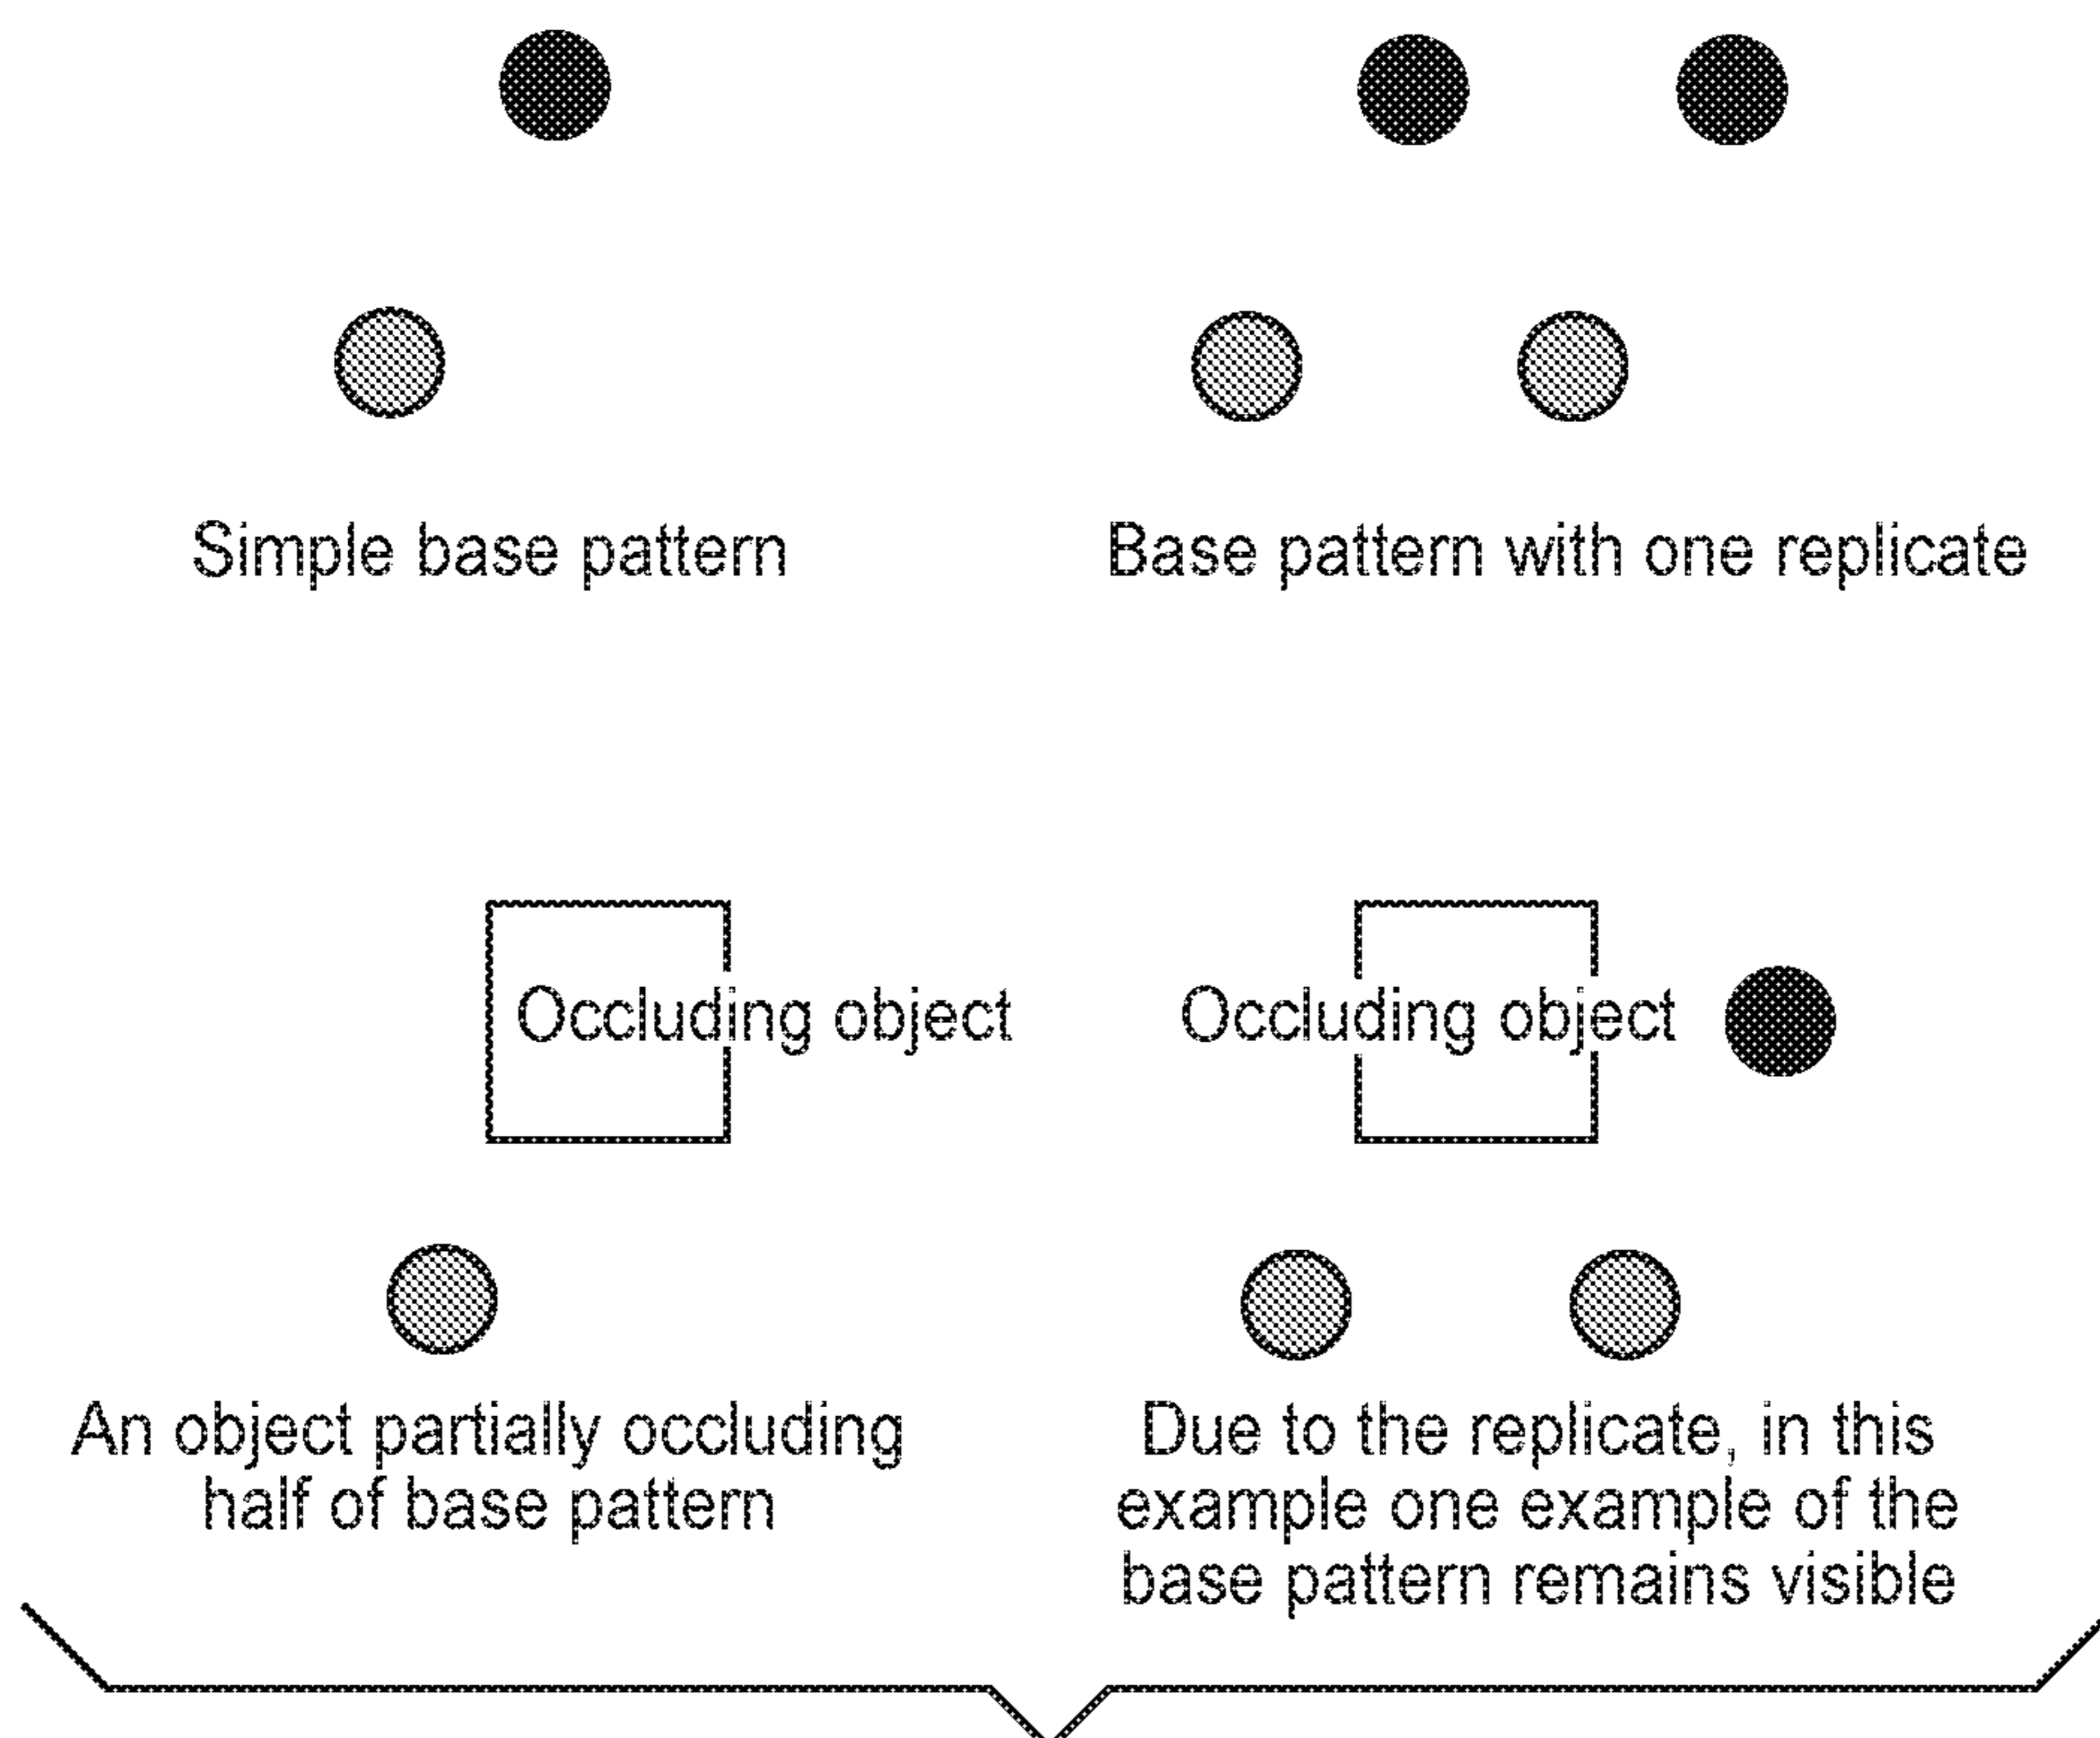 Simple base pattern
Base pattern with one replicate
Occluding object
Occluding object
An object partially occluding
half of base pattern
Due to the replicate, in this
example one example of the
base pattern remains visible